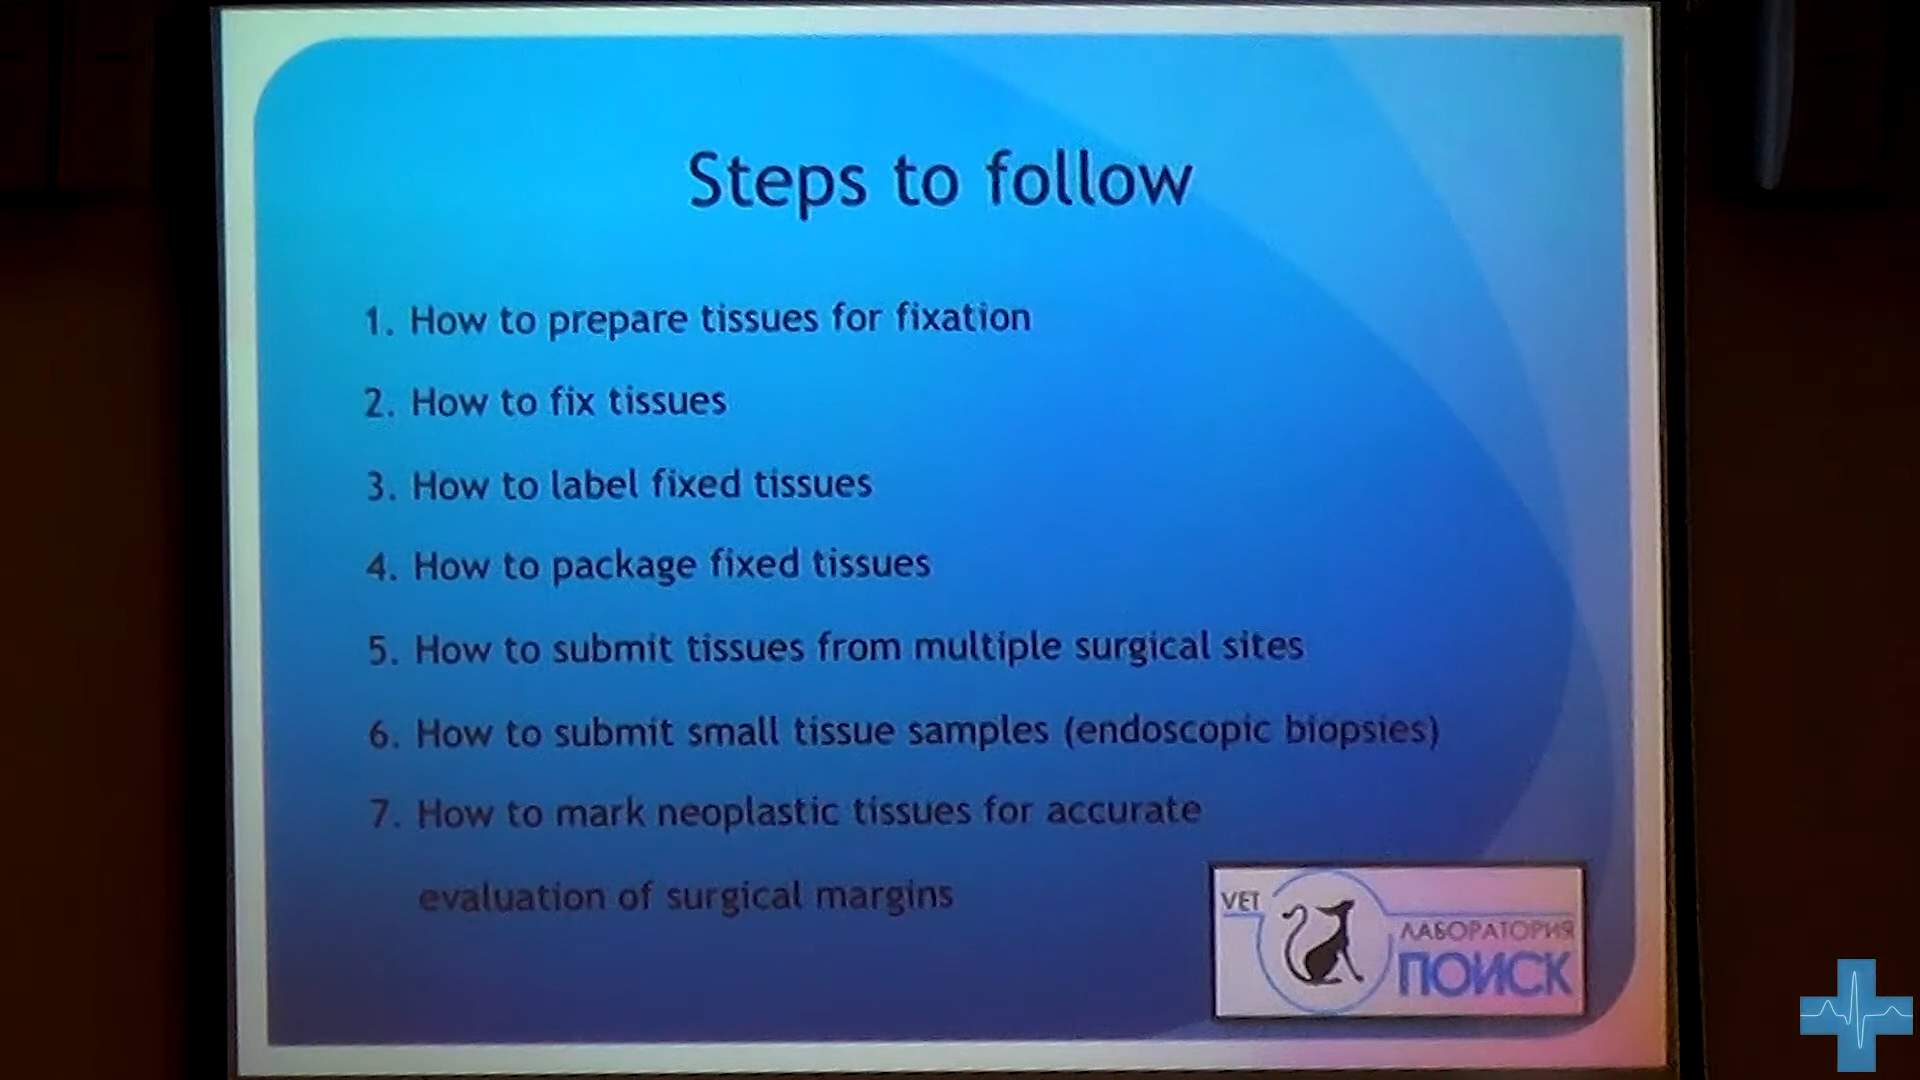 Steps to follow
1. How to prepare tissues for fixation
2. How to fix tissues
3. How to label fixed tissues
4. How to package fixed tissues
5. How to submit tissues from multiple surgical sites
6. How to submit small tissue samples (endoscopic biopsies)
7. How to mark neoplastic tissues for accurate
evaluation of surgical margins
VET
ЛАБОРАТОРИЯ
ПОИСК